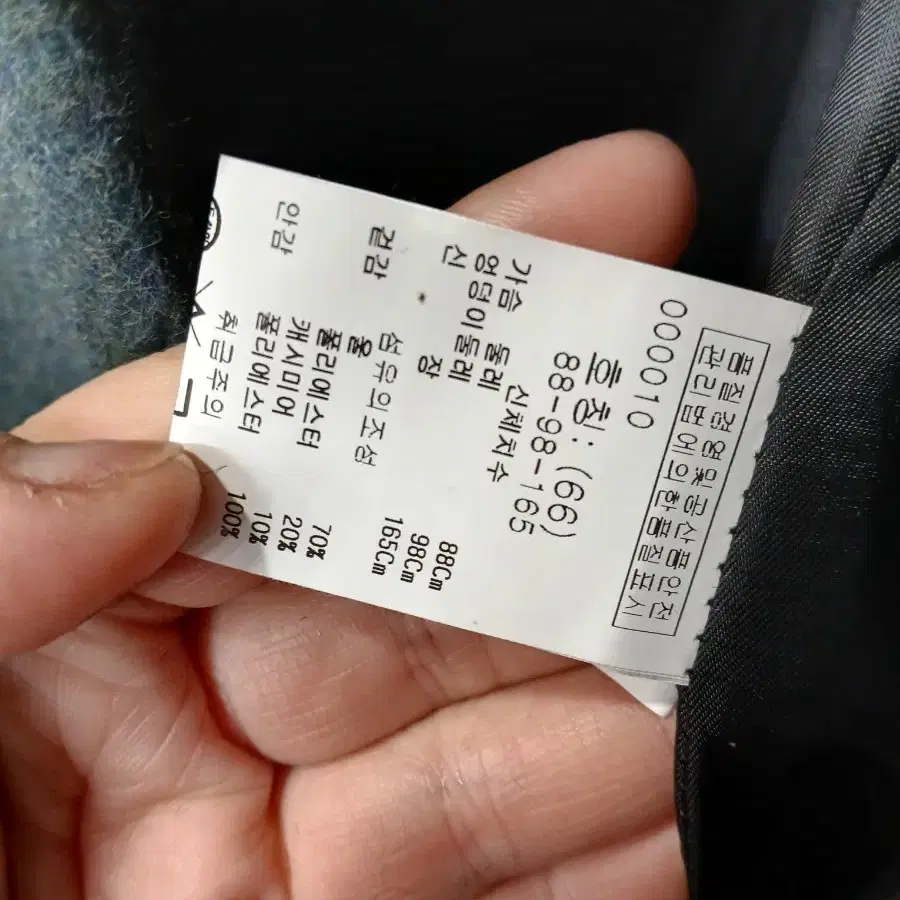 품질경영및공산품안전
관리법에의한품질표시
000010
호칭: (66)
88-98-165
신체치수
가슴 둘레 88Cm
엉덩이둘레 98Cm
신 장 165Cm
섬유의조성
겉감 울 70%
폴리에스터 20%
캐시미어 10%
안감 폴리에스터 100%
취급주의